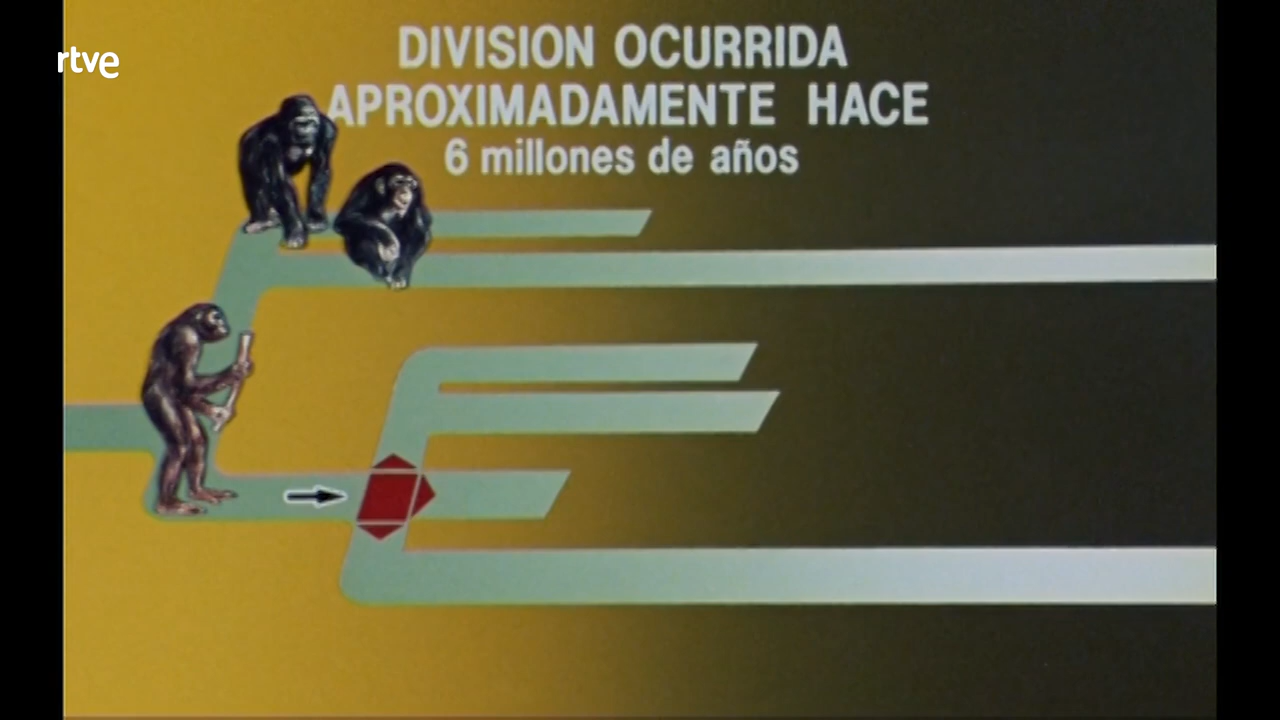 rtve
DIVISION OCURRIDA
APROXIMADAMENTE HACE
6 millones de años